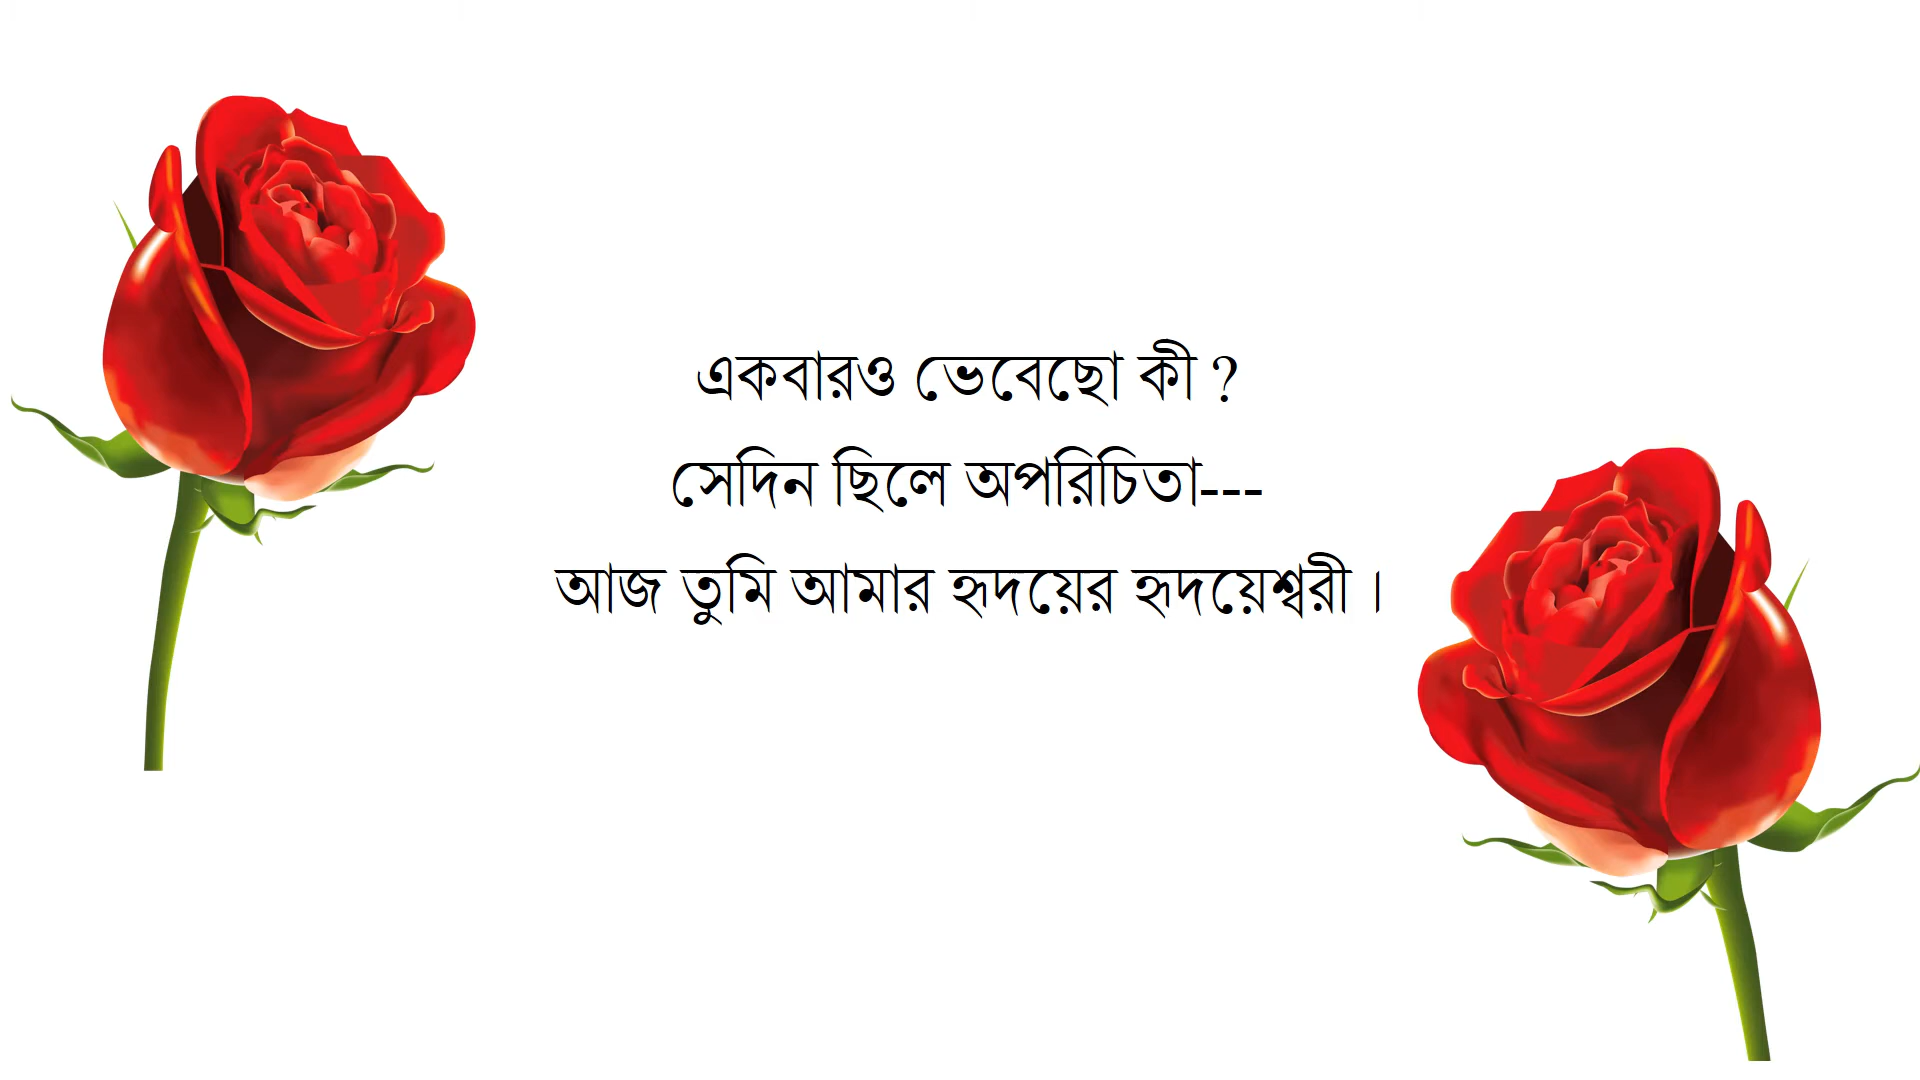 একবারও ভেবেছো কী ?
সেদিন ছিলে অপরিচিতা---
আজ তুমি আমার হৃদয়ের হৃদয়েশ্বরী ।